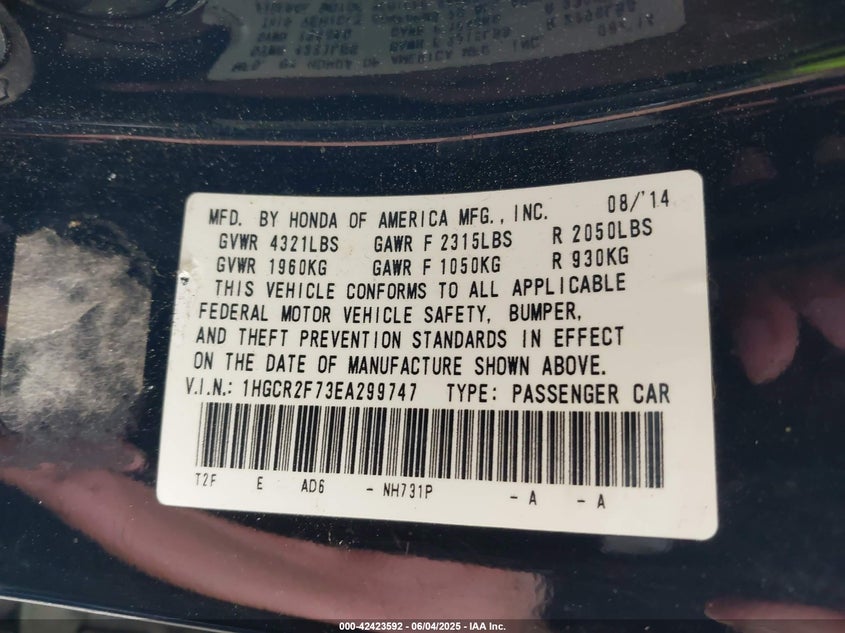 MFD. BY HONDA OF AMERICA MFG., INC. 08/'14
GVWR 4321LBS GAWR F 2315LBS R 2050LBS
GVWR 1960KG GAWR F 1050KG R 930KG
THIS VEHICLE CONFORMS TO ALL APPLICABLE
FEDERAL MOTOR VEHICLE SAFETY, BUMPER,
AND THEFT PREVENTION STANDARDS IN EFFECT
ON THE DATE OF MANUFACTURE SHOWN ABOVE.
V.I.N.: 1HGCR2F73EA299747 TYPE: PASSENGER CAR
T2F E AD6 - NH731P - A - A
000-42423592 - 06/04/2025 - IAA Inc.